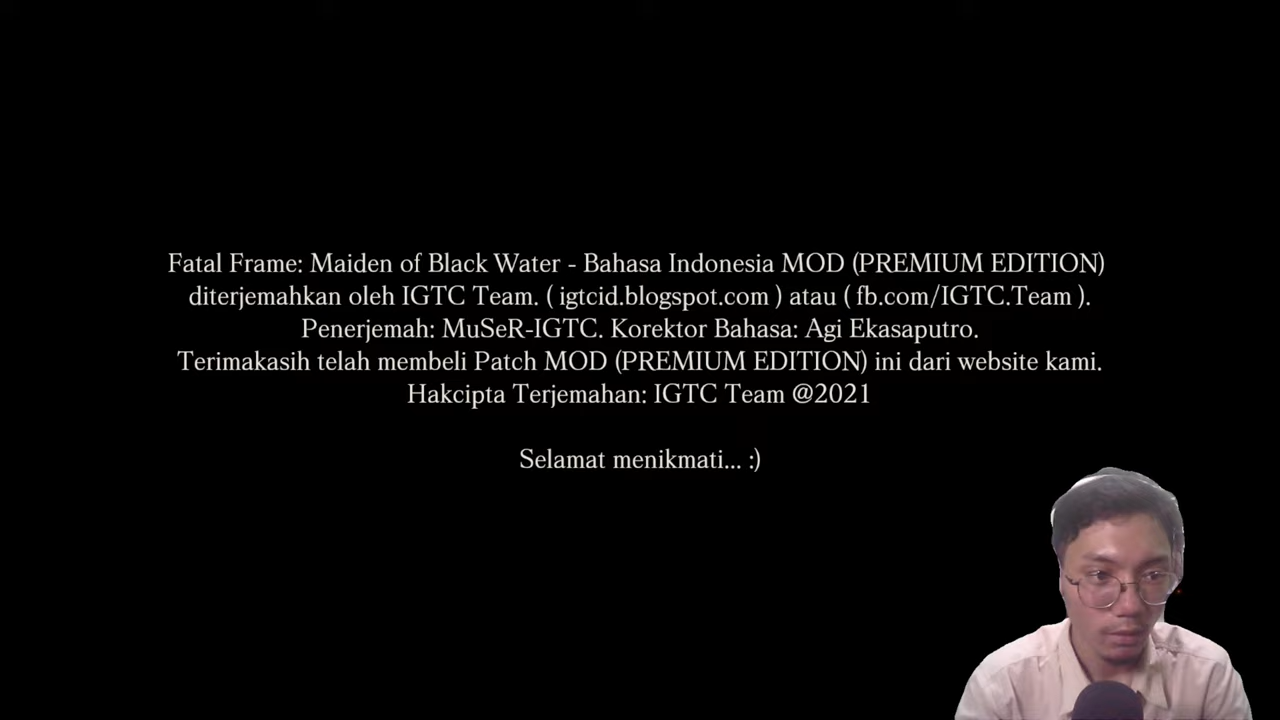 Fatal Frame: Maiden of Black Water - Bahasa Indonesia MOD (PREMIUM EDITION)
diterjemahkan oleh IGTC Team. ( igtcid.blogspot.com ) atau ( fb.com/IGTC.Team ).
Penerjemah: MuSeR-IGTC. Korektor Bahasa: Agi Ekasaputro.
Terimakasih telah membeli Patch MOD (PREMIUM EDITION) ini dari website kami.
Hakcipta Terjemahan: IGTC Team @2021
Selamat menikmati... :)